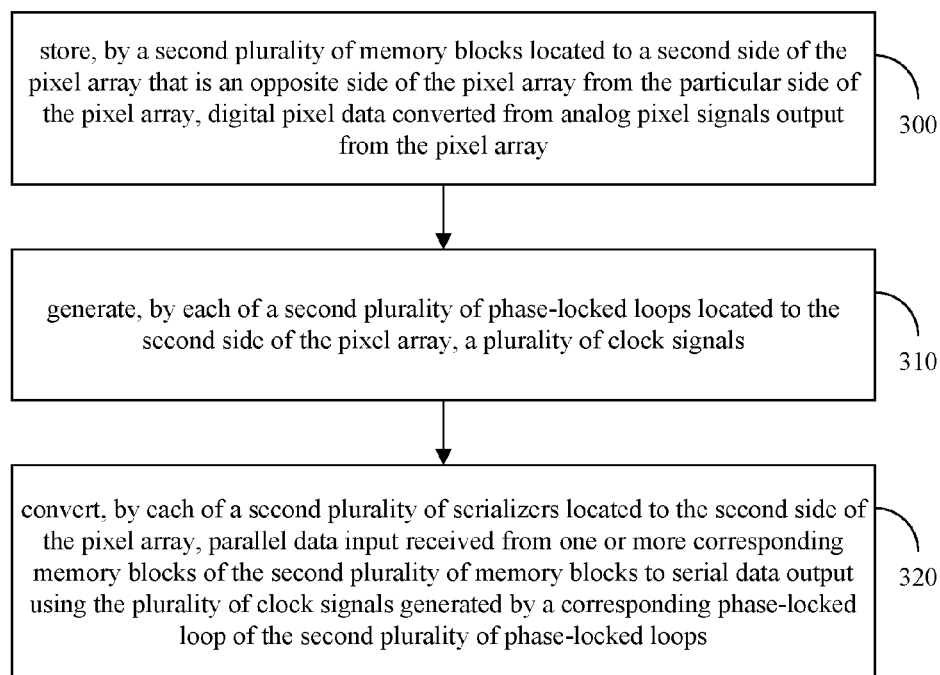 store, by a second plurality of memory blocks located to a second side of the
pixel array that is an opposite side of the pixel array from the particular side
of the pixel array, digital pixel data converted from analog pixel signals output
from the pixel array
300
generate, by each of a second plurality of phase-locked loops located to the
second side of the pixel array, a plurality of clock signals
310
convert, by each of a second plurality of serializers located to the second side of
the pixel array, parallel data input received from one or more corresponding
memory blocks of the second plurality of memory blocks to serial data output
using the plurality of clock signals generated by a corresponding phase-locked
loop of the second plurality of phase-locked loops
320